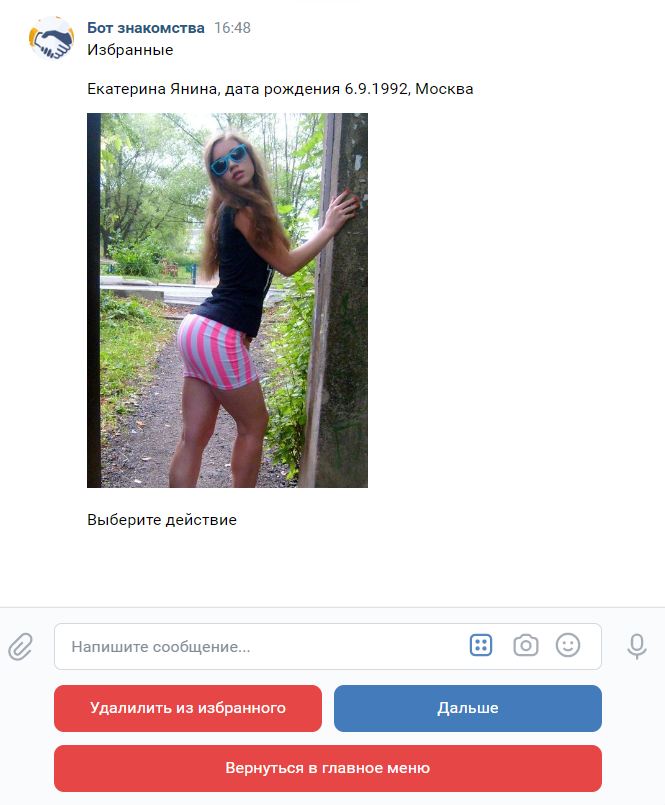 Бот знакомства 16:48
Избранные
Екатерина Янина, дата рождения 6.9.1992, Москва
Выберите действие
Напишите сообщение...
Удалилить из избранного
Дальше
Вернуться в главное меню